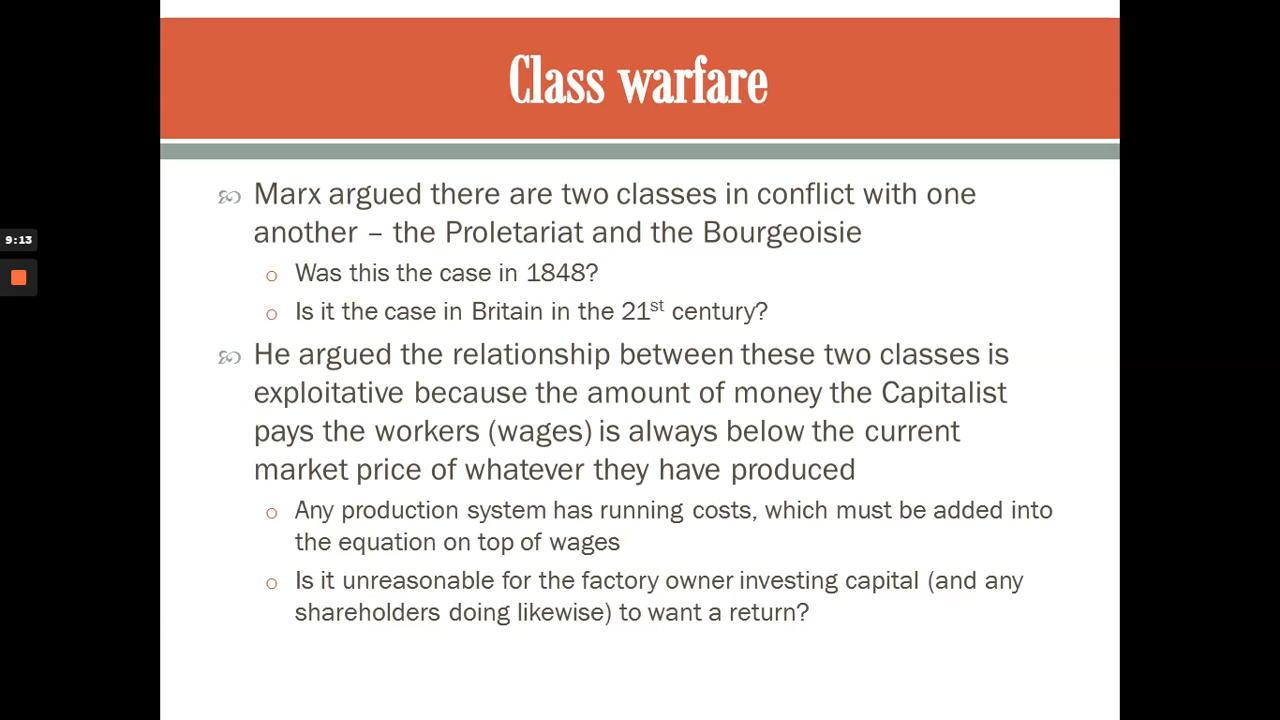 Class warfare
Marx argued there are two classes in conflict with one
another – the Proletariat and the Bourgeoisie
Was this the case in 1848?
Is it the case in Britain in the 21st century?
He argued the relationship between these two classes is
exploitative because the amount of money the Capitalist
pays the workers (wages) is always below the current
market price of whatever they have produced
Any production system has running costs, which must be added into
the equation on top of wages
Is it unreasonable for the factory owner investing capital (and any
shareholders doing likewise) to want a return?
9:13